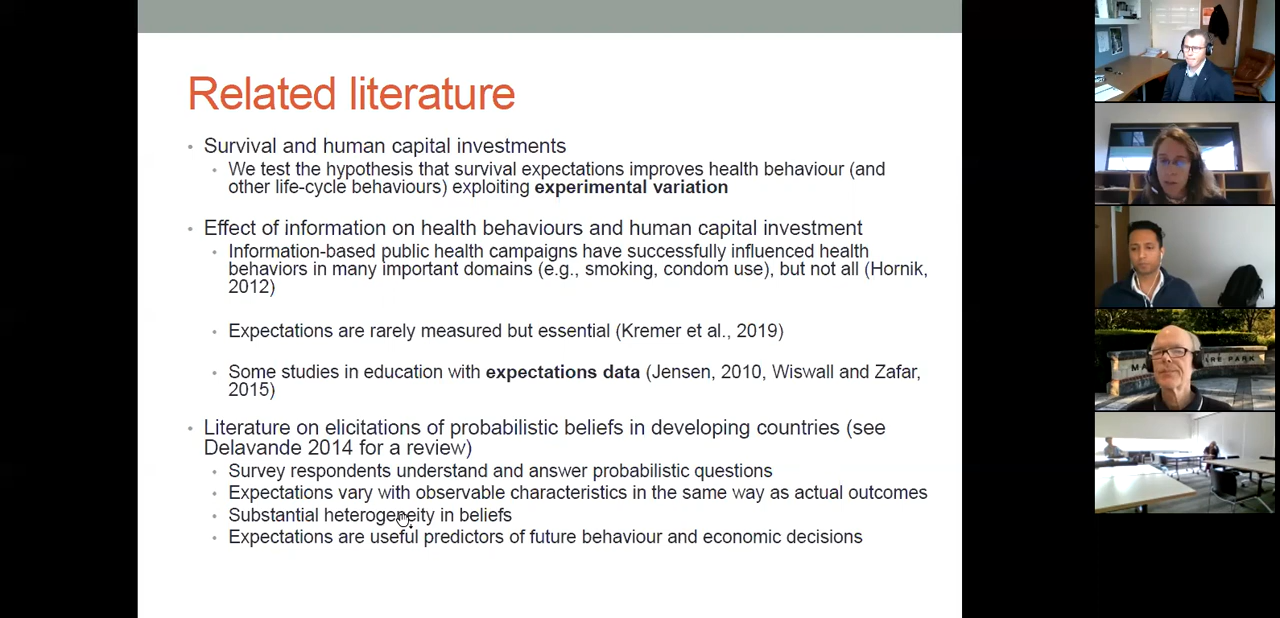 Related literature
• Survival and human capital investments
• We test the hypothesis that survival expectations improves health behaviour (and
other life-cycle behaviours) exploiting experimental variation
• Effect of information on health behaviours and human capital investment
• Information-based public health campaigns have successfully influenced health
behaviors in many important domains (e.g., smoking, condom use), but not all (Hornik,
2012)
• Expectations are rarely measured but essential (Kremer et al., 2019)
• Some studies in education with expectations data (Jensen, 2010, Wiswall and Zafar,
2015)
• Literature on elicitations of probabilistic beliefs in developing countries (see
Delavande 2014 for a review)
• Survey respondents understand and answer probabilistic questions
• Expectations vary with observable characteristics in the same way as actual outcomes
• Substantial heterogeneity in beliefs
• Expectations are useful predictors of future behaviour and economic decisions